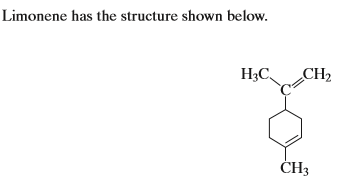 Limonene has the structure shown below.
H3C CH2
C
CH3